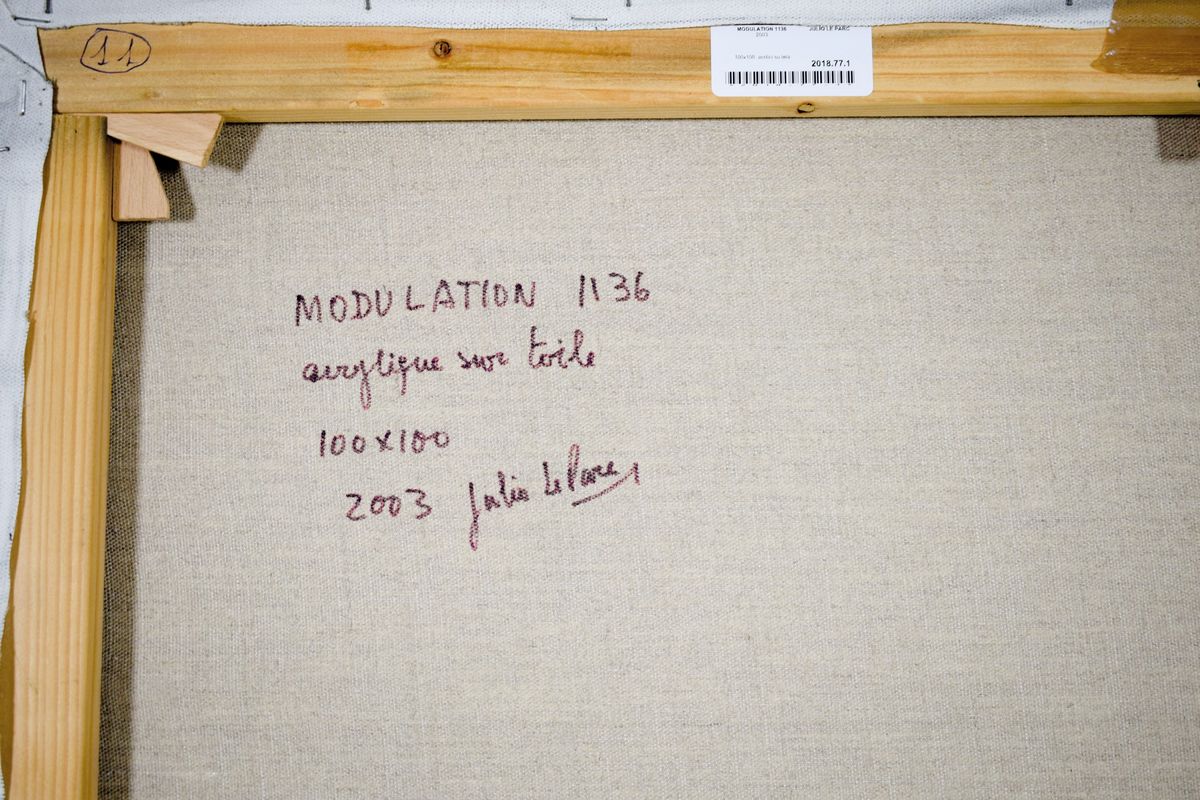 11
MODULATION 1136 JULIO LE PARC
2003
2018.77.1
MODULATION 1136
acrylique sur toile
100x100
2003 Julio Le Parc